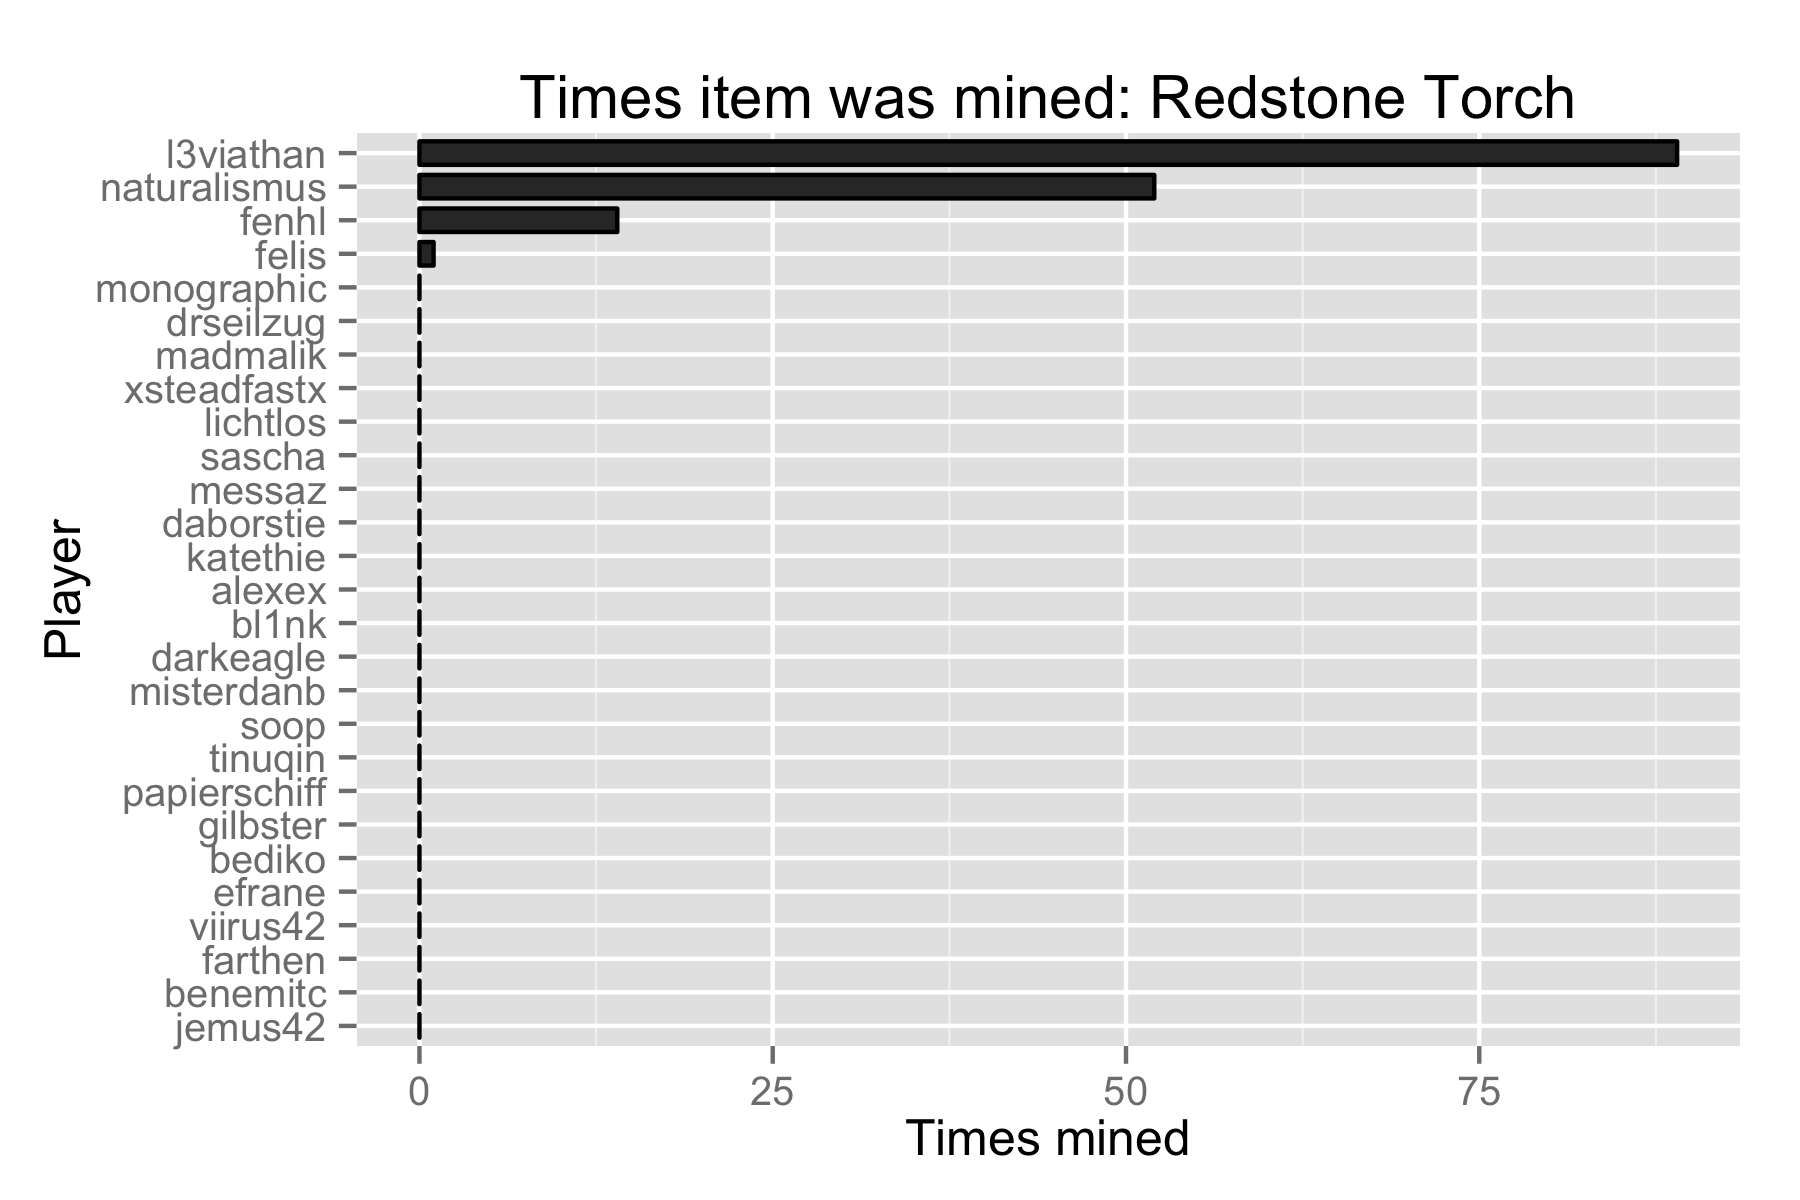 Times item was mined: Redstone Torch
l3viathan
naturalismus
fenhl
felis
monographic
drseilzug
madmalik
xsteadfastx
lichtlos
sascha
messaz
daborstie
katethie
alexex
bl1nk
darkeagle
misterdanb
soop
tinuqin
papierschiff
gilbster
bediko
efrane
viirus42
farthen
benemitc
jemus42
Player
0 25 50 75
Times mined